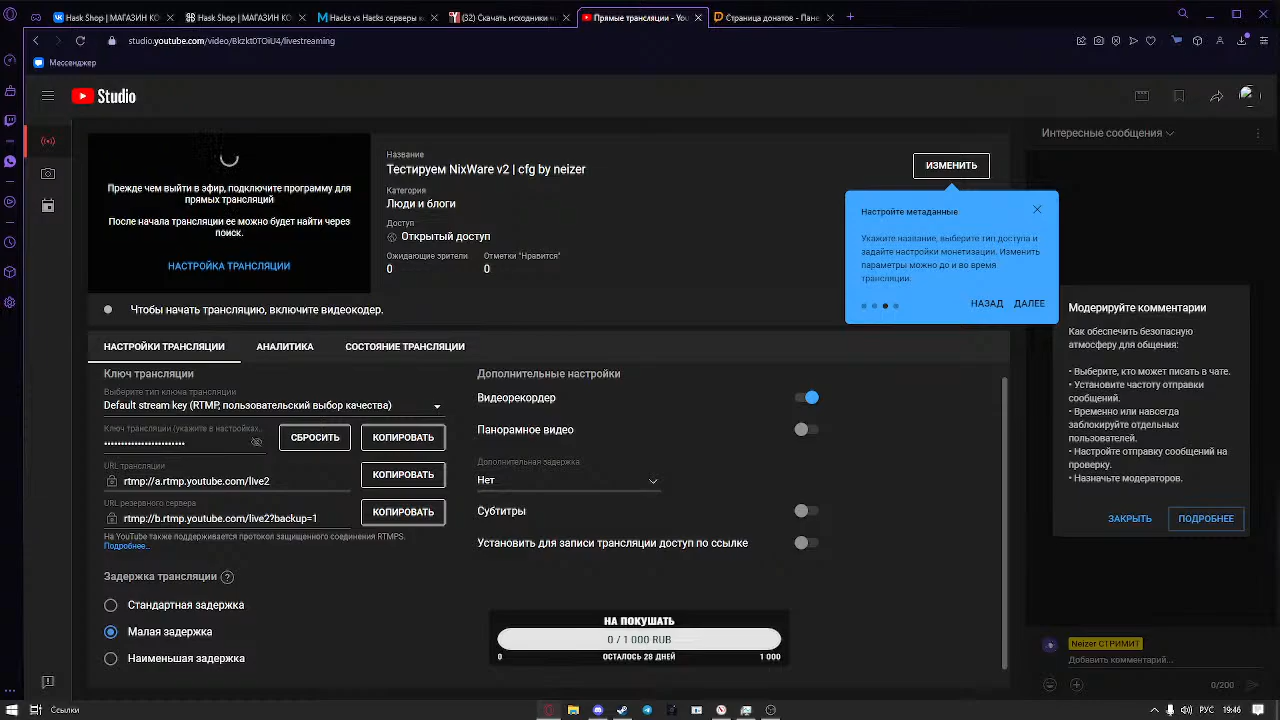 Hask Shop | МАГАЗИН КО
Hask Shop | МАГАЗИН КО
Hacks vs Hacks серверы к
(32) Скачать исходники ч
Прямые трансляции - You
Страница донатов - Пане
studio.youtube.com/video/Bkzkt0TOiU4/livestreaming
Мессенджер
Studio
Прежде чем выйти в эфир, подключите программу для
прямых трансляций
После начала трансляции ее можно будет найти через
поиск.
НАСТРОЙКА ТРАНСЛЯЦИИ
Название
Тестируем NixWare v2 | cfg by neizer
Категория
Люди и блоги
Доступ
Открытый доступ
Ожидающие зрители Отметки "Нравится"
0 0
ИЗМЕНИТЬ
Настройте метаданные
Укажите название, выберите тип доступа и
задайте настройки монетизации. Изменить
параметры можно до и во время
трансляции.
НАЗАД ДАЛЕЕ
Интересные сообщения
Чтобы начать трансляцию, включите видеокодер.
НАСТРОЙКИ ТРАНСЛЯЦИИ АНАЛИТИКА СОСТОЯНИЕ ТРАНСЛЯЦИИ
Ключ трансляции
Выберите тип ключа трансляции
Default stream key (RTMP, пользовательский выбор качества)
Ключ трансляции (укажите в настройках..
СБРОСИТЬ КОПИРОВАТЬ
URL трансляции
rtmp://a.rtmp.youtube.com/live2
КОПИРОВАТЬ
URL резервного сервера
rtmp://b.rtmp.youtube.com/live2?backup=1
КОПИРОВАТЬ
На YouTube также поддерживается протокол защищенного соединения RTMPS.
Подробнее..
Задержка трансляции ?
Стандартная задержка
Малая задержка
Наименьшая задержка
Дополнительные настройки
Видеорекордер
Панорамное видео
Дополнительная задержка
Нет
Субтитры
Установить для записи трансляции доступ по ссылке
НА ПОКУШАТЬ
0 / 1 000 RUB
0 ОСТАЛОСЬ 28 ДНЕЙ 1 000
Модерируйте комментарии
Как обеспечить безопасную
атмосферу для общения:
• Выберите, кто может писать в чате.
• Установите частоту отправки
сообщений.
• Временно или навсегда
заблокируйте отдельных
пользователей.
• Настройте отправку сообщений на
проверку.
• Назначьте модераторов.
ЗАКРЫТЬ ПОДРОБНЕЕ
Neizer СТРИМИТ
Добавить комментарий...
0/200
Ссылки
РУС 19:46